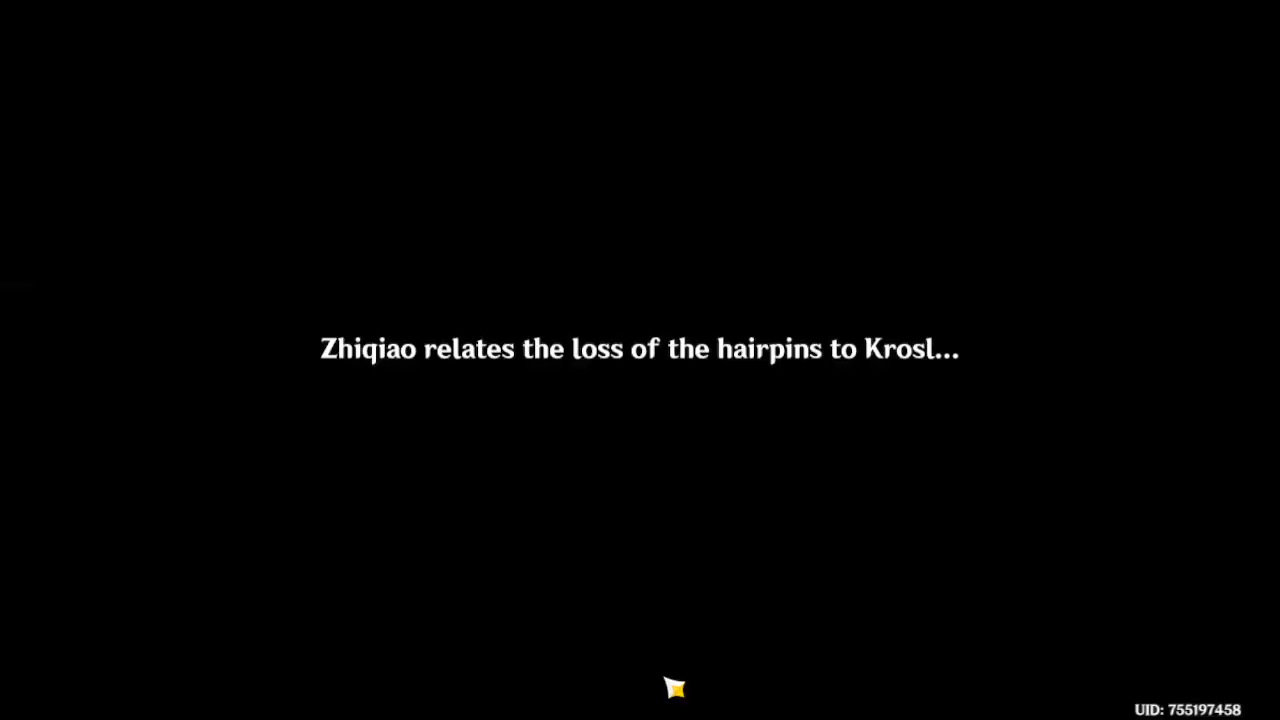 Zhiqiao relates the loss of the hairpins to Krosl...
UID: 755197458